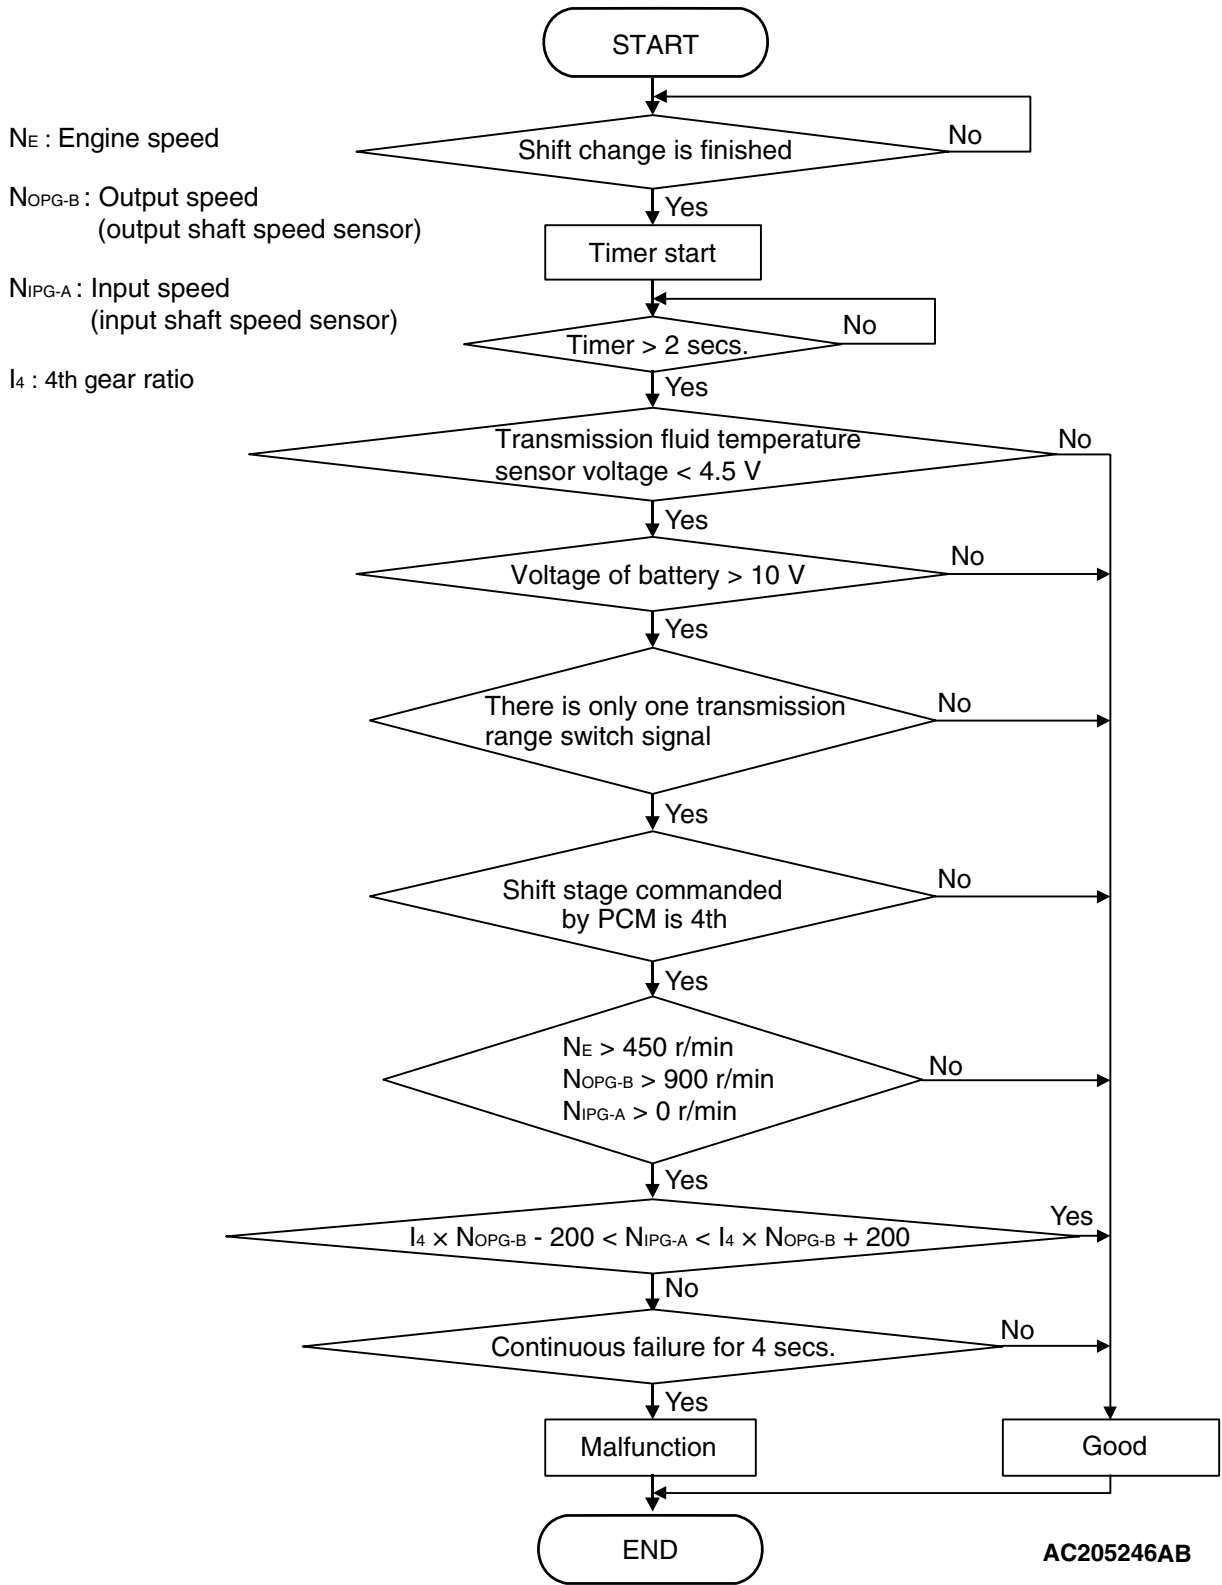 START
No
Shift change is finished
NE : Engine speed
NOPG-B : Output speed
(output shaft speed sensor)
Yes
Timer start
NIPG-A : Input speed
(input shaft speed sensor)
No
Timer > 2 secs.
I4 : 4th gear ratio
Yes
Transmission fluid temperature
sensor voltage < 4.5 V
No
Yes
No
Voltage of battery > 10 V
Yes
There is only one transmission
range switch signal
No
Yes
Shift stage commanded
by PCM is 4th
No
Yes
NE > 450 r/min
NOPG-B > 900 r/min
NIPG-A > 0 r/min
No
Yes
I4 × NOPG-B - 200 < NIPG-A < I4 × NOPG-B + 200
Yes
No
Continuous failure for 4 secs.
No
Yes
Malfunction
Good
END
AC205246AB